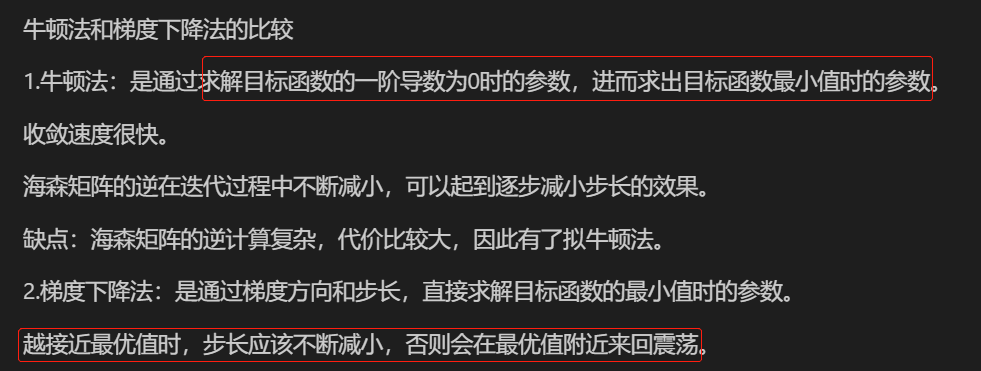 牛顿法和梯度下降法的比较
1.牛顿法：是通过求解目标函数的一阶导数为0时的参数，进而求出目标函数最小值时的参数。
收敛速度很快。
海森矩阵的逆在迭代过程中不断减小，可以起到逐步减小步长的效果。
缺点：海森矩阵的逆计算复杂，代价比较大，因此有了拟牛顿法。
2.梯度下降法：是通过梯度方向和步长，直接求解目标函数的最小值时的参数。
越接近最优值时，步长应该不断减小，否则会在最优值附近来回震荡。